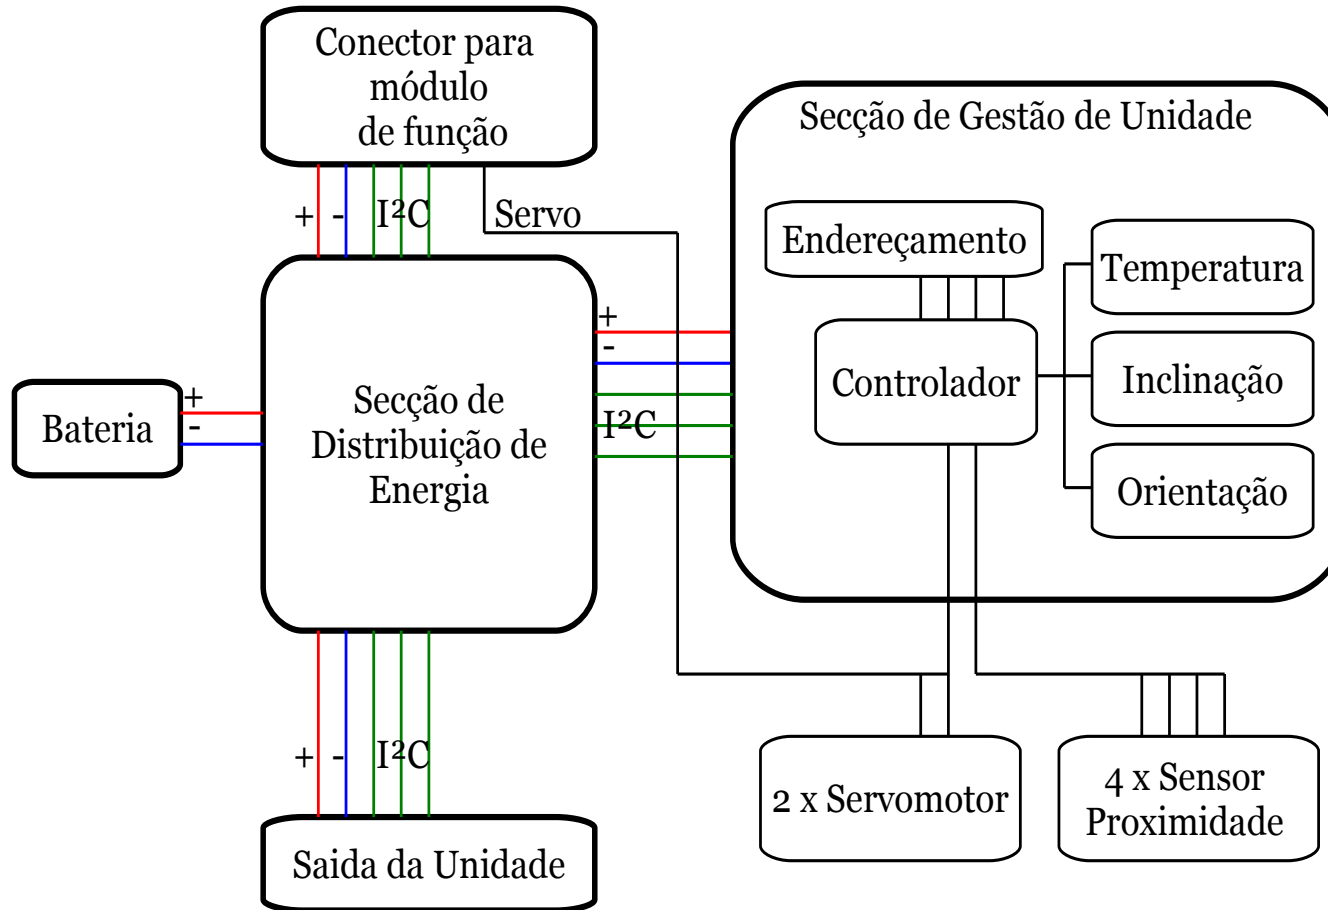 Conector para
módulo
de função
+ - I²C
Servo
Secção de Gestão de Unidade
Endereçamento
Temperatura
Controlador
Inclinação
Orientação
+
-
I²C
Bateria
+
-
Secção de
Distribuição de
Energia
+ - I²C
Saida da Unidade
2 x Servomotor
4 x Sensor
Proximidade